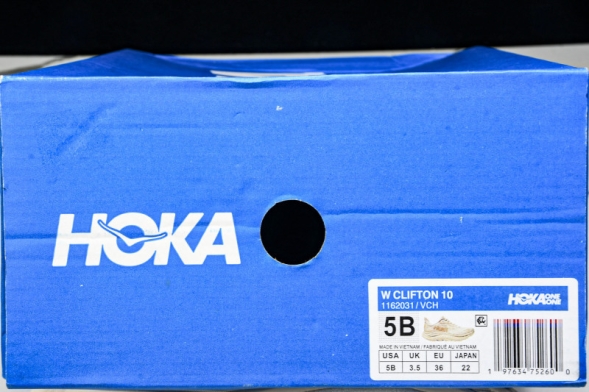 HOKA
W CLIFTON 10
1162031 / VCH
HOKA ONE ONE
5B
MADE IN VIETNAM / FABRIQUÉ AU VIETNAM
USA UK EU JAPAN
5B 3.5 36 22
1 97634 75260 0